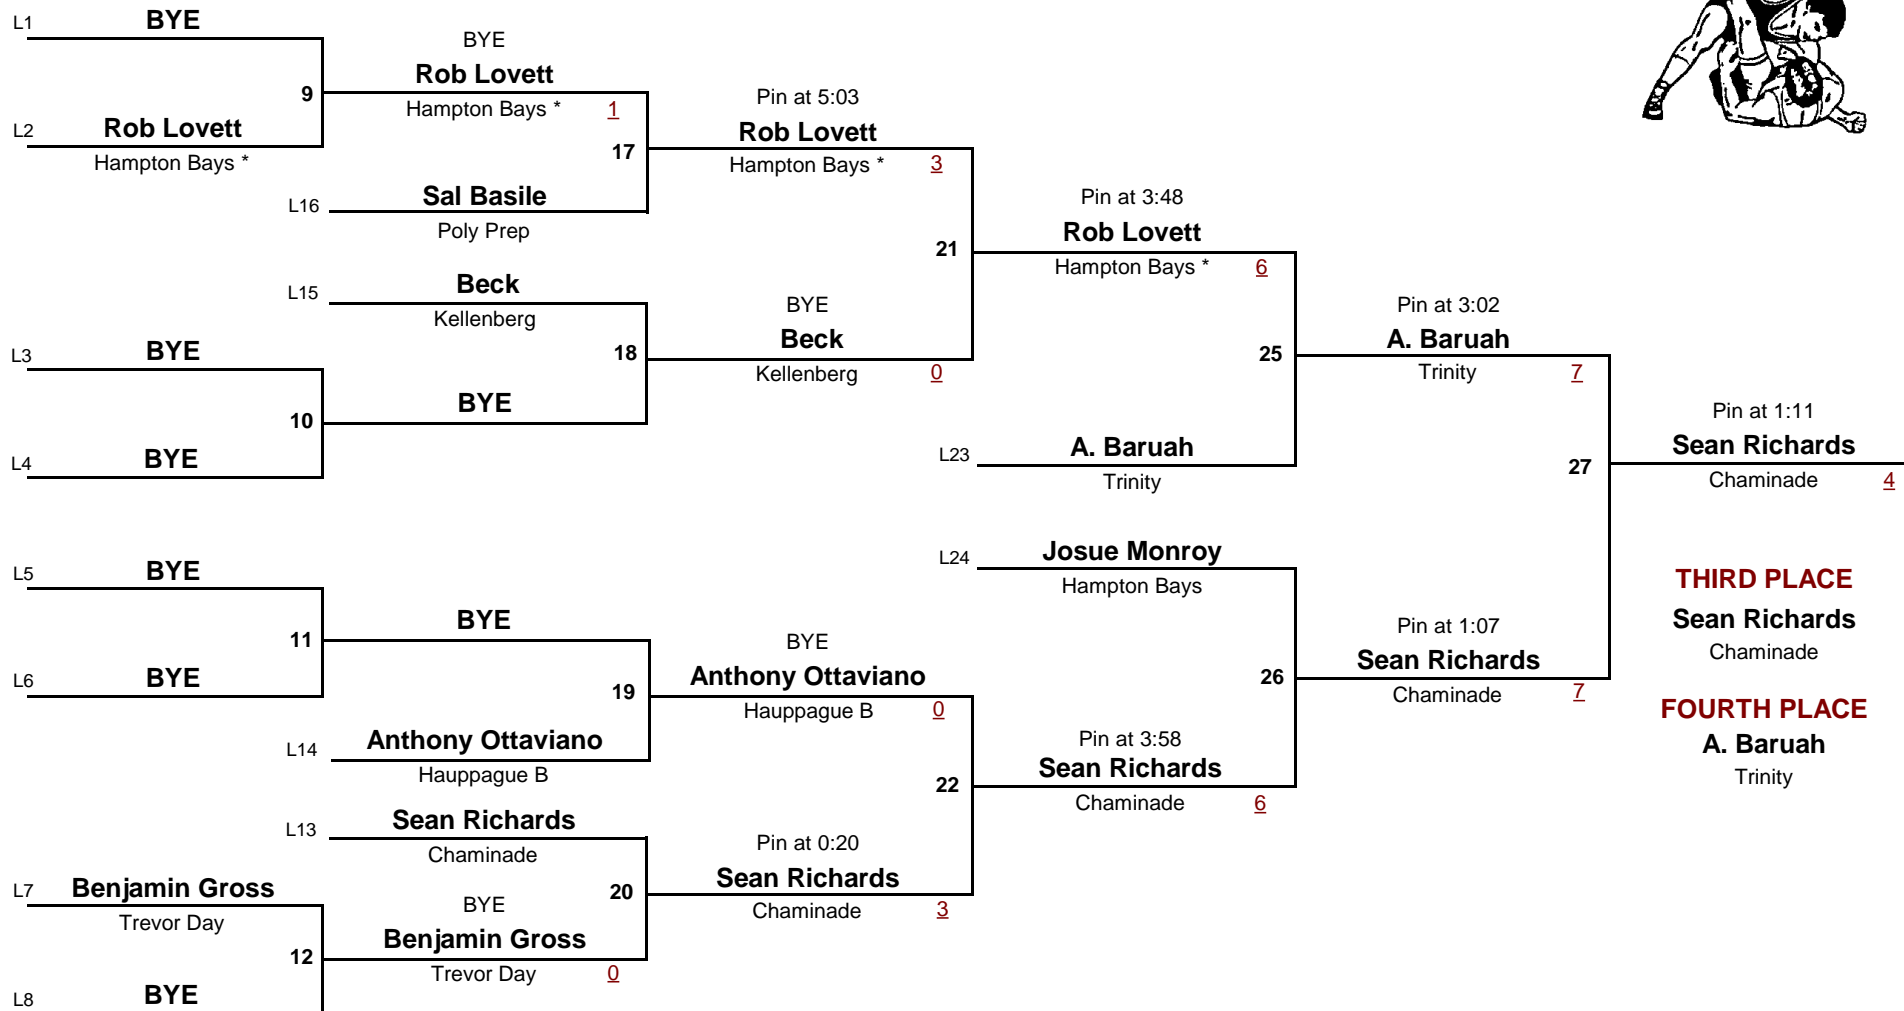 L1
BYE
L2
Rob Lovett
Hampton Bays *
9
BYE
Rob Lovett
Hampton Bays *
1
L16
Sal Basile
Poly Prep
17
Pin at 5:03
Rob Lovett
Hampton Bays *
3
L15
Beck
Kellenberg
L3
BYE
L4
BYE
10
BYE
18
BYE
Beck
Kellenberg
0
21
Pin at 3:48
Rob Lovett
Hampton Bays *
6
L23
A. Baruah
Trinity
25
Pin at 3:02
A. Baruah
Trinity
7
L5
BYE
L6
BYE
11
BYE
L14
Anthony Ottaviano
Hauppague B
19
BYE
Anthony Ottaviano
Hauppague B
0
L13
Sean Richards
Chaminade
L7
Benjamin Gross
Trevor Day
L8
BYE
12
BYE
Benjamin Gross
Trevor Day
0
20
Pin at 0:20
Sean Richards
Chaminade
3
22
Pin at 3:58
Sean Richards
Chaminade
6
L24
Josue Monroy
Hampton Bays
26
Pin at 1:07
Sean Richards
Chaminade
7
27
Pin at 1:11
Sean Richards
Chaminade
4
THIRD PLACE
Sean Richards
Chaminade
FOURTH PLACE
A. Baruah
Trinity